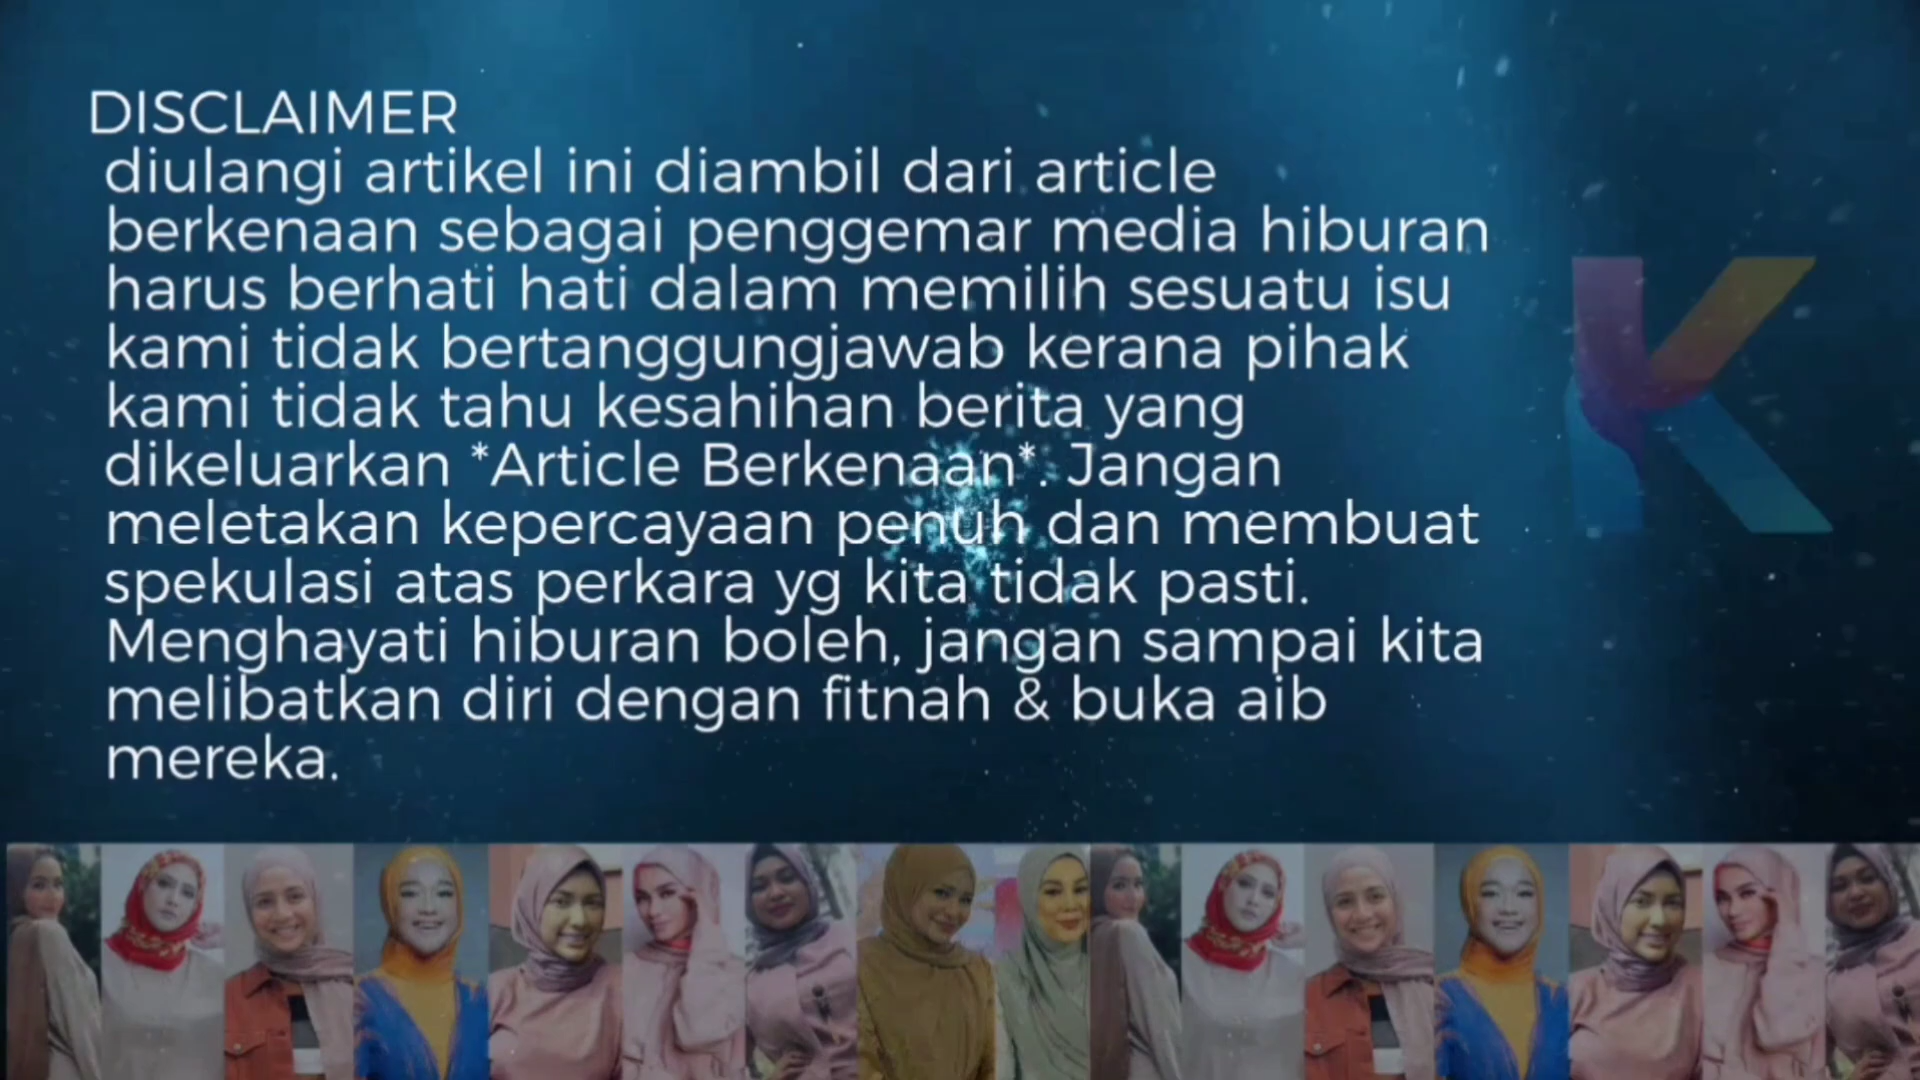 DISCLAIMER
diulangi artikel ini diambil dari article
berkenaan sebagai penggemar media hiburan
harus berhati hati dalam memilih sesuatu isu
kami tidak bertanggungjawab kerana pihak
kami tidak tahu kesahihan berita yang
dikeluarkan *Article Berkenaan*. Jangan
meletakan kepercayaan penuh dan membuat
spekulasi atas perkara yg kita tidak pasti.
Menghayati hiburan boleh, jangan sampai kita
melibatkan diri dengan fitnah & buka aib
mereka.
K